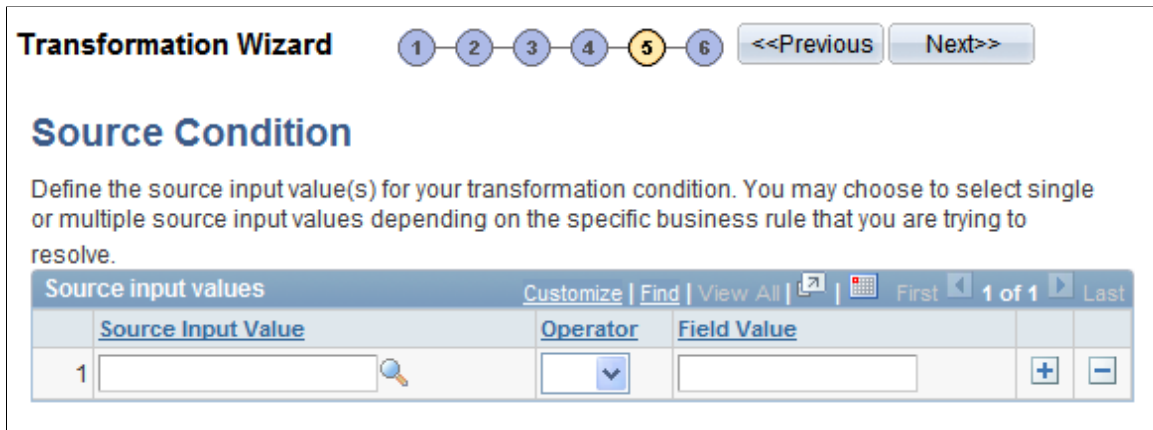 Transformation Wizard 1 2 3 4 5 6 <<Previous Next>>
Source Condition
Define the source input value(s) for your transformation condition. You may choose to select single
or multiple source input values depending on the specific business rule that you are trying to
resolve.
Source input values Customize | Find | View All | | First 1 of 1 Last
Source Input Value Operator Field Value
1